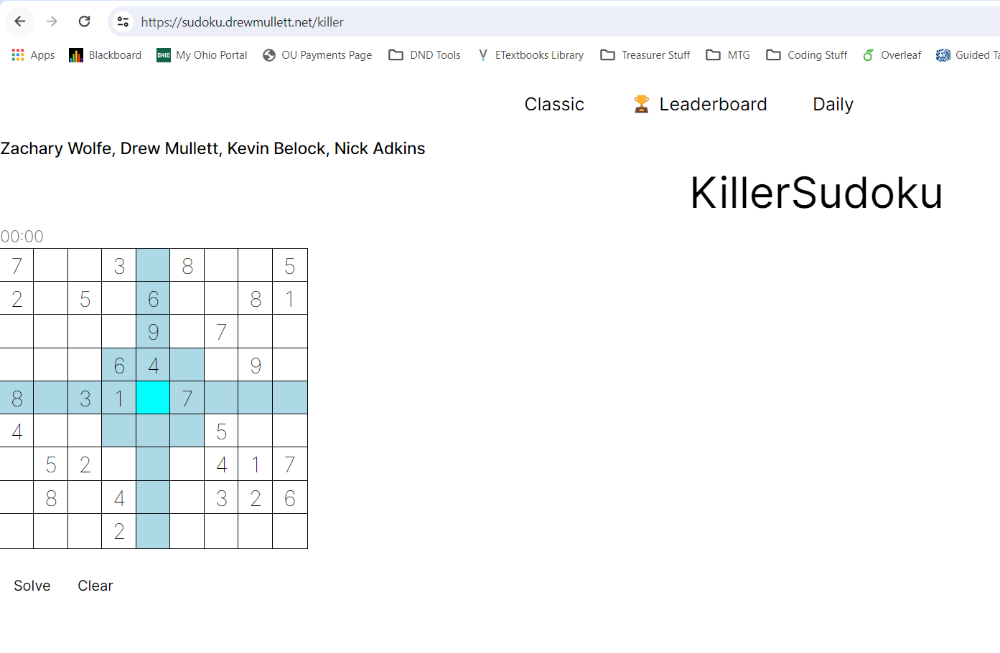 https://sudoku.drewmullett.net/killer
Apps Blackboard OHIO My Ohio Portal OU Payments Page DND Tools ETextbooks Library Treasurer Stuff MTG Coding Stuff Overleaf Guided Ta
Classic Leaderboard Daily
Zachary Wolfe, Drew Mullett, Kevin Belock, Nick Adkins
KillerSudoku
00:00
7 3 8 5
2 5 6 8 1
9 7
6 4 9
8 3 1 7
4 5
5 2 4 1 7
8 4 3 2 6
2
Solve Clear